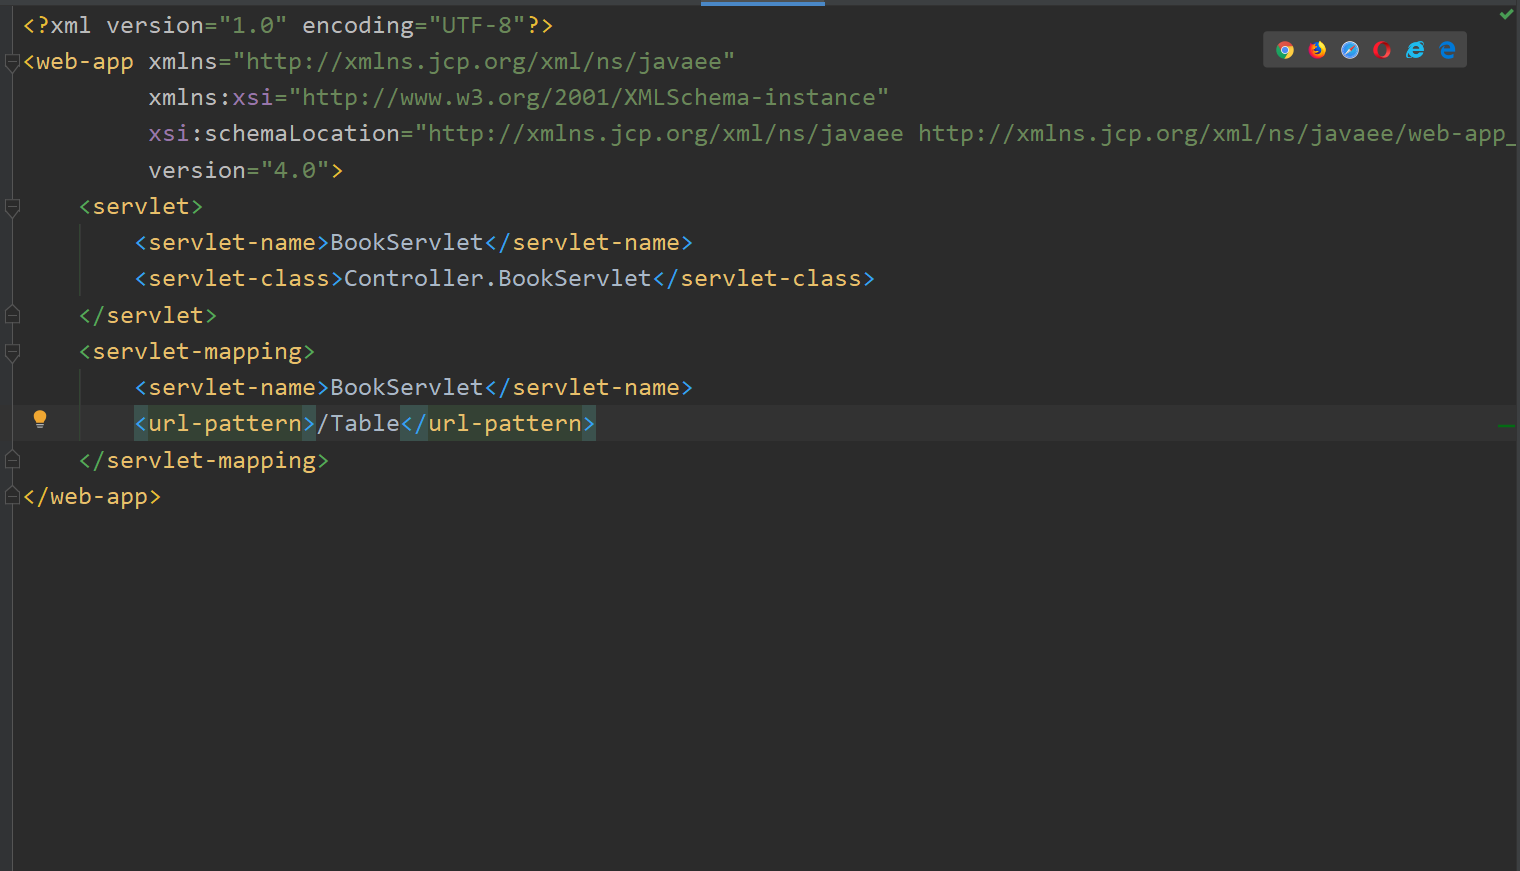 <?xml version="1.0" encoding="UTF-8"?>
<web-app xmlns="http://xmlns.jcp.org/xml/ns/javaee"
         xmlns:xsi="http://www.w3.org/2001/XMLSchema-instance"
         xsi:schemaLocation="http://xmlns.jcp.org/xml/ns/javaee http://xmlns.jcp.org/xml/ns/javaee/web-app_
         version="4.0">
    <servlet>
        <servlet-name>BookServlet</servlet-name>
        <servlet-class>Controller.BookServlet</servlet-class>
    </servlet>
    <servlet-mapping>
        <servlet-name>BookServlet</servlet-name>
        <url-pattern>/Table</url-pattern>
    </servlet-mapping>
</web-app>